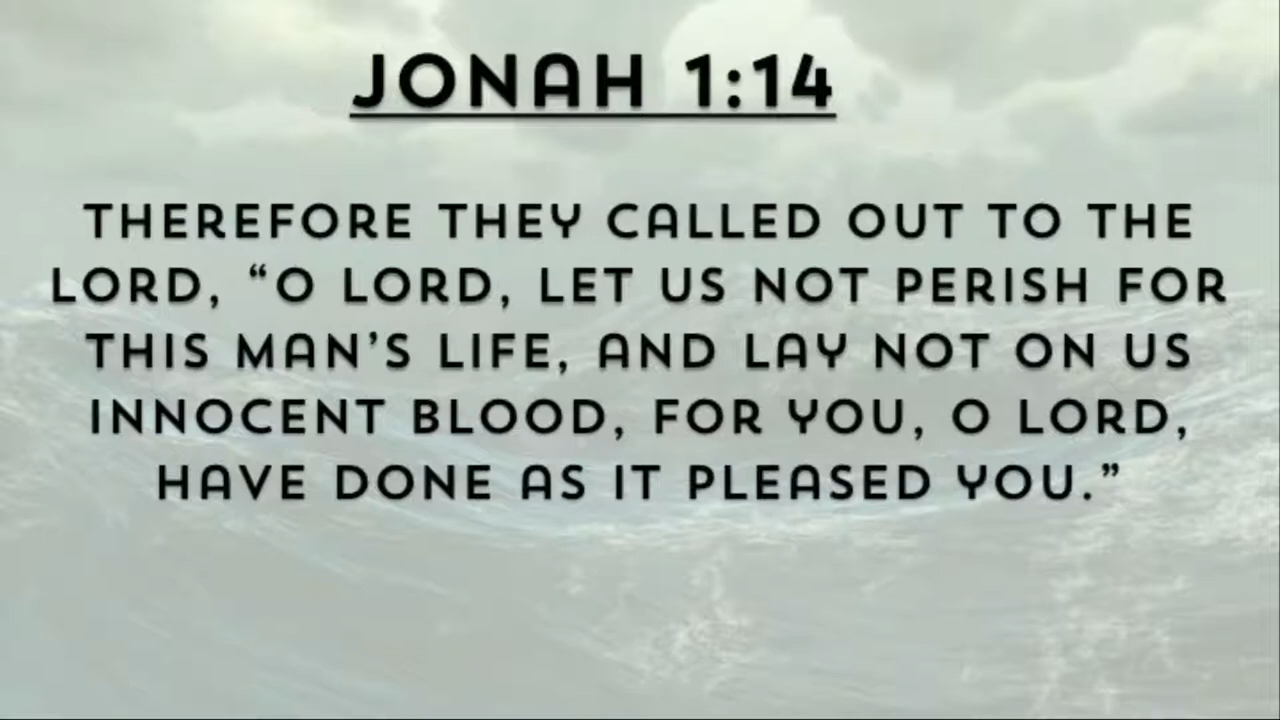 JONAH 1:14
THEREFORE THEY CALLED OUT TO THE
LORD, “O LORD, LET US NOT PERISH FOR
THIS MAN’S LIFE, AND LAY NOT ON US
INNOCENT BLOOD, FOR YOU, O LORD,
HAVE DONE AS IT PLEASED YOU.”